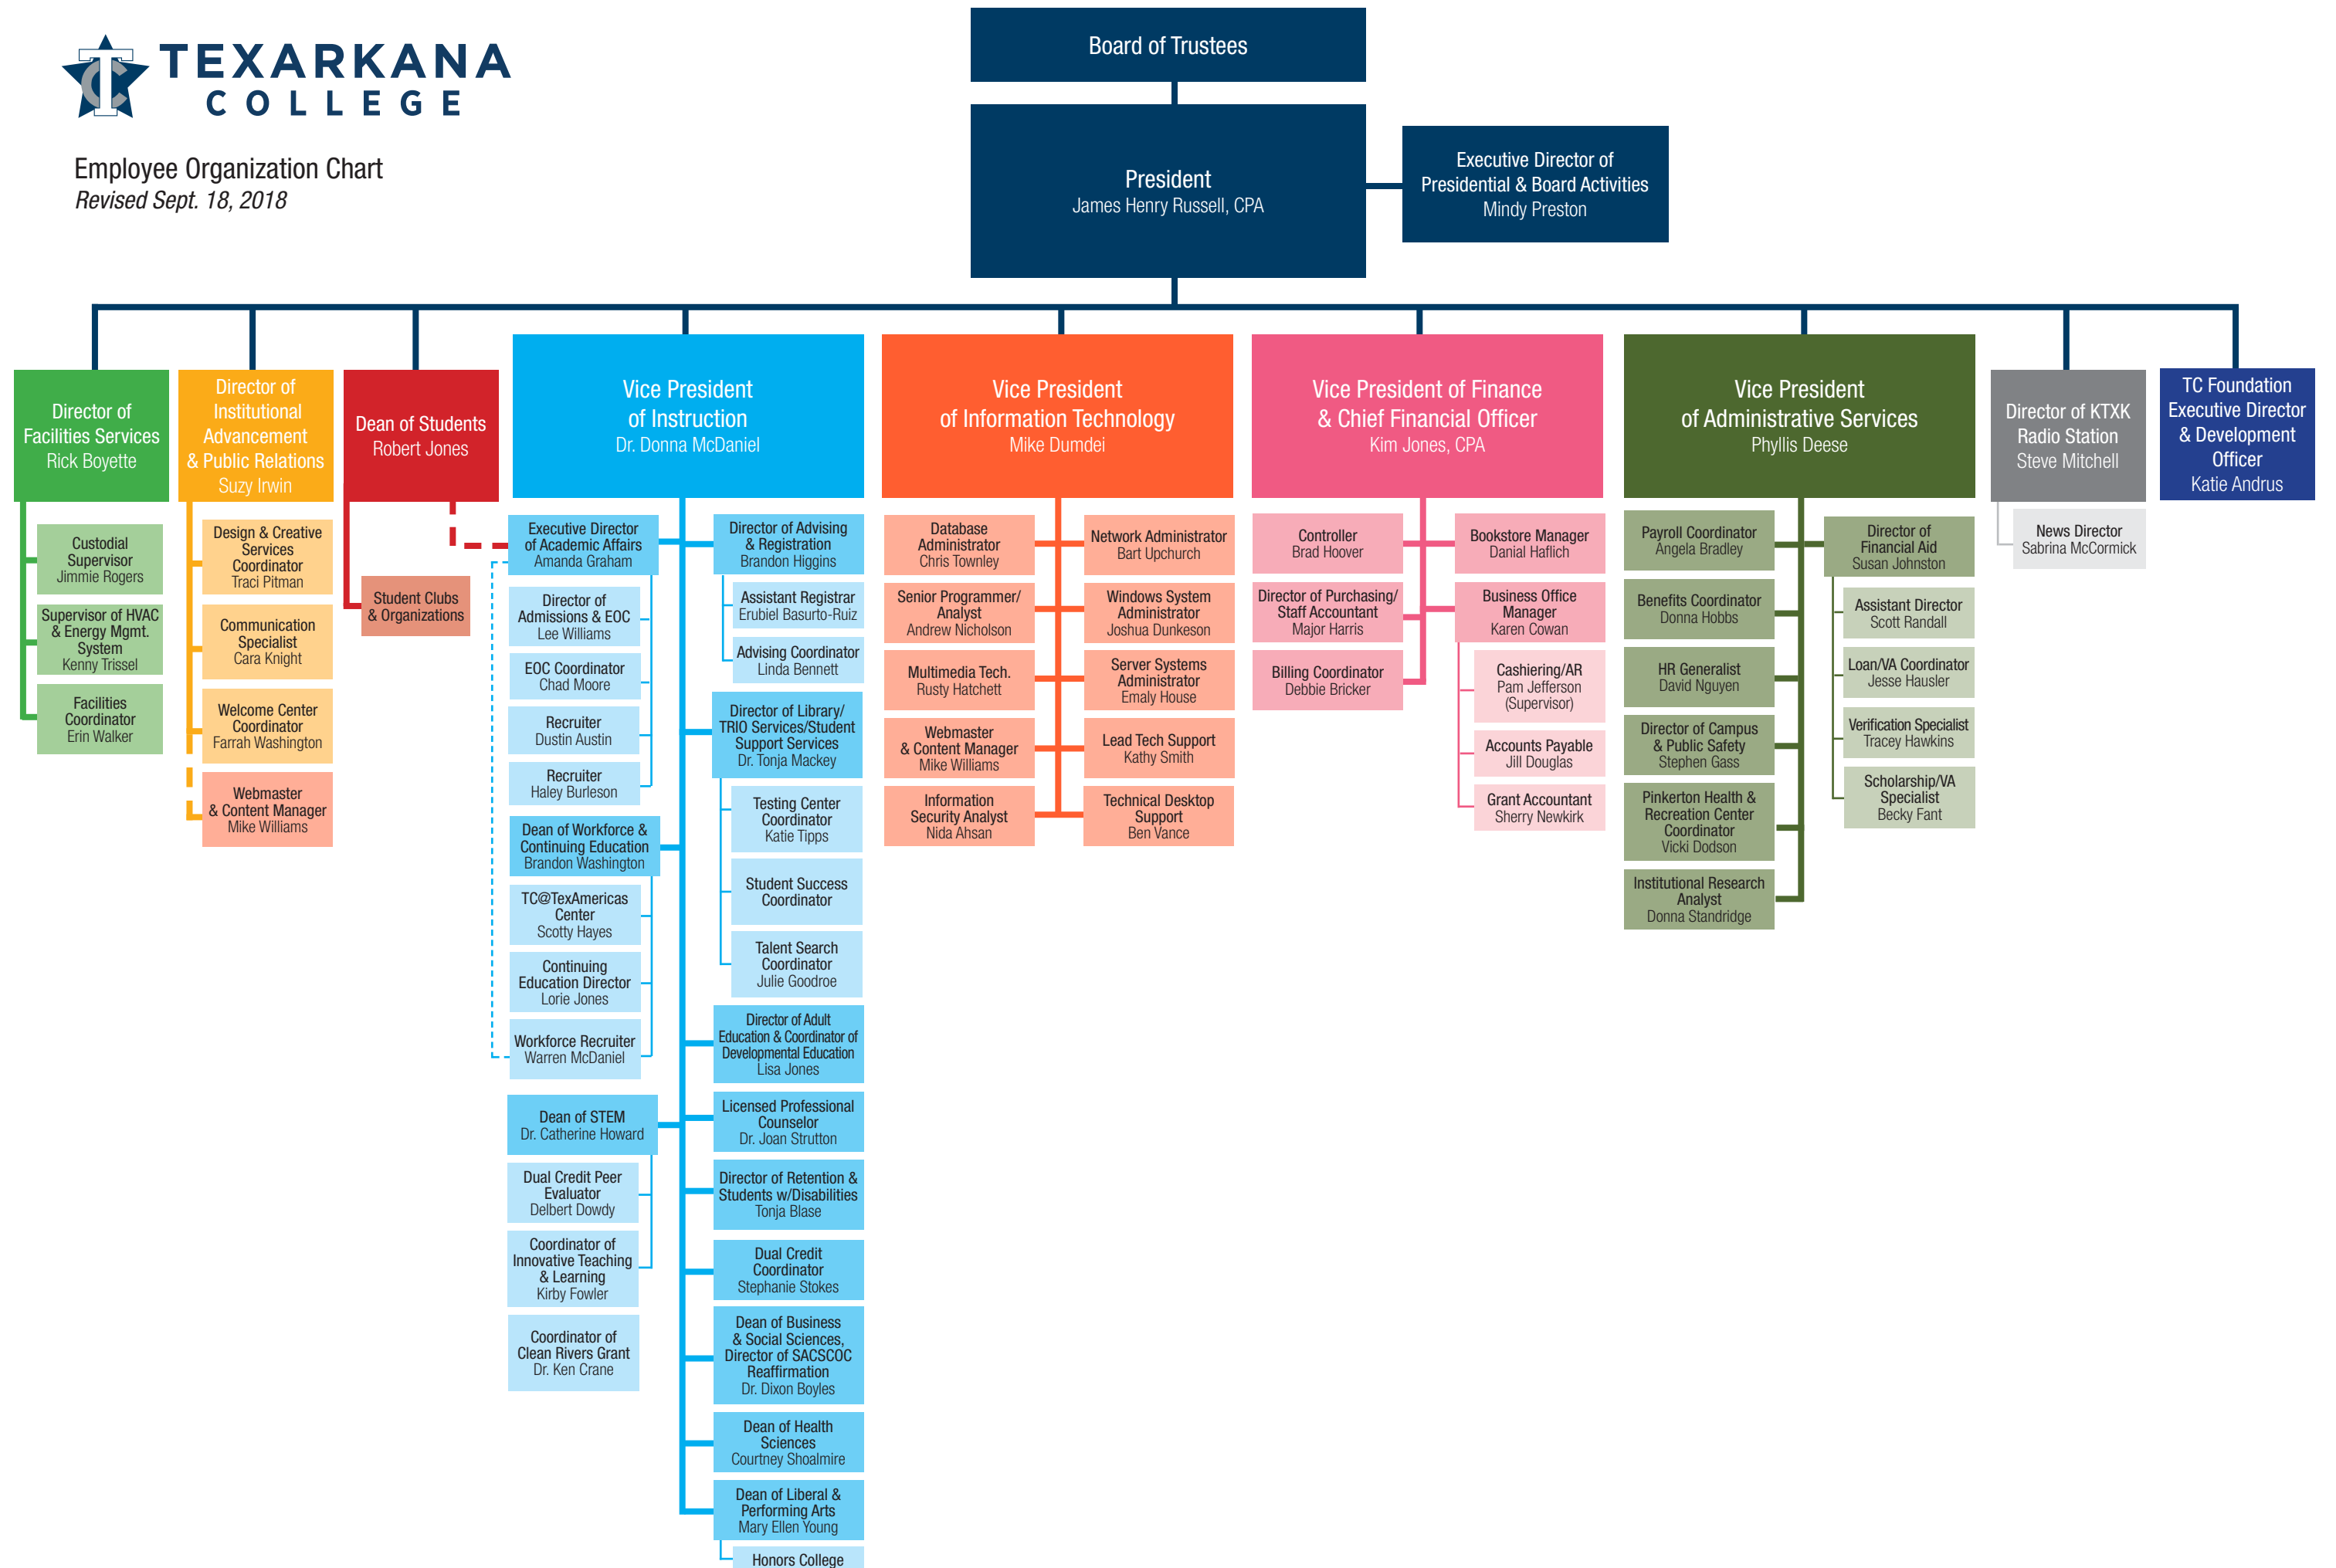 TEXARKANA
COLLEGE
Employee Organization Chart
Revised Sept. 18, 2018
Board of Trustees
President
James Henry Russell, CPA
Executive Director of
Presidential & Board Activities
Mindy Preston
Director of
Facilities Services
Rick Boyette
Custodial
Supervisor
Jimmie Rogers
Supervisor of HVAC
& Energy Mgmt.
System
Kenny Trissel
Facilities
Coordinator
Erin Walker
Director of
Institutional
Advancement
& Public Relations
Suzy Irwin
Design & Creative
Services
Coordinator
Traci Pitman
Communication
Specialist
Cara Knight
Welcome Center
Coordinator
Farrah Washington
Webmaster
& Content Manager
Mike Williams
Dean of Students
Robert Jones
Student Clubs
& Organizations
Vice President
of Instruction
Dr. Donna McDaniel
Executive Director
of Academic Affairs
Amanda Graham
Director of
Admissions & EOC
Lee Williams
EOC Coordinator
Chad Moore
Recruiter
Dustin Austin
Recruiter
Haley Burleson
Dean of Workforce &
Continuing Education
Brandon Washington
TC@TexAmericas
Center
Scotty Hayes
Continuing
Education Director
Lorie Jones
Workforce Recruiter
Warren McDaniel
Dean of STEM
Dr. Catherine Howard
Dual Credit Peer
Evaluator
Delbert Dowdy
Coordinator of
Innovative Teaching
& Learning
Kirby Fowler
Coordinator of
Clean Rivers Grant
Dr. Ken Crane
Director of Advising
& Registration
Brandon Higgins
Assistant Registrar
Erubiel Basurto-Ruiz
Advising Coordinator
Linda Bennett
Director of Library/
TRIO Services/Student
Support Services
Dr. Tonja Mackey
Testing Center
Coordinator
Katie Tipps
Student Success
Coordinator
Talent Search
Coordinator
Julie Goodroe
Director of Adult
Education & Coordinator of
Developmental Education
Lisa Jones
Licensed Professional
Counselor
Dr. Joan Strutton
Director of Retention &
Students w/Disabilities
Tonja Blase
Dual Credit
Coordinator
Stephanie Stokes
Dean of Business
& Social Sciences,
Director of SACSCOC
Reaffirmation
Dr. Dixon Boyles
Dean of Health
Sciences
Courtney Shoalmire
Dean of Liberal &
Performing Arts
Mary Ellen Young
Honors College
Vice President
of Information Technology
Mike Dumdei
Database
Administrator
Chris Townley
Senior Programmer/
Analyst
Andrew Nicholson
Multimedia Tech.
Rusty Hatchett
Webmaster
& Content Manager
Mike Williams
Information
Security Analyst
Nida Ahsan
Network Administrator
Bart Upchurch
Windows System
Administrator
Joshua Dunkeson
Server Systems
Administrator
Emaly House
Lead Tech Support
Kathy Smith
Technical Desktop
Support
Ben Vance
Vice President of Finance
& Chief Financial Officer
Kim Jones, CPA
Controller
Brad Hoover
Director of Purchasing/
Staff Accountant
Major Harris
Billing Coordinator
Debbie Bricker
Bookstore Manager
Danial Haflich
Business Office
Manager
Karen Cowan
Cashiering/AR
Pam Jefferson
(Supervisor)
Accounts Payable
Jill Douglas
Grant Accountant
Sherry Newkirk
Vice President
of Administrative Services
Phyllis Deese
Payroll Coordinator
Angela Bradley
Benefits Coordinator
Donna Hobbs
HR Generalist
David Nguyen
Director of Campus
& Public Safety
Stephen Gass
Pinkerton Health &
Recreation Center
Coordinator
Vicki Dodson
Institutional Research
Analyst
Donna Standridge
Director of
Financial Aid
Susan Johnston
Assistant Director
Scott Randall
Loan/VA Coordinator
Jesse Hausler
Verification Specialist
Tracey Hawkins
Scholarship/VA
Specialist
Becky Fant
Director of KTXK
Radio Station
Steve Mitchell
News Director
Sabrina McCormick
TC Foundation
Executive Director
& Development
Officer
Katie Andrus